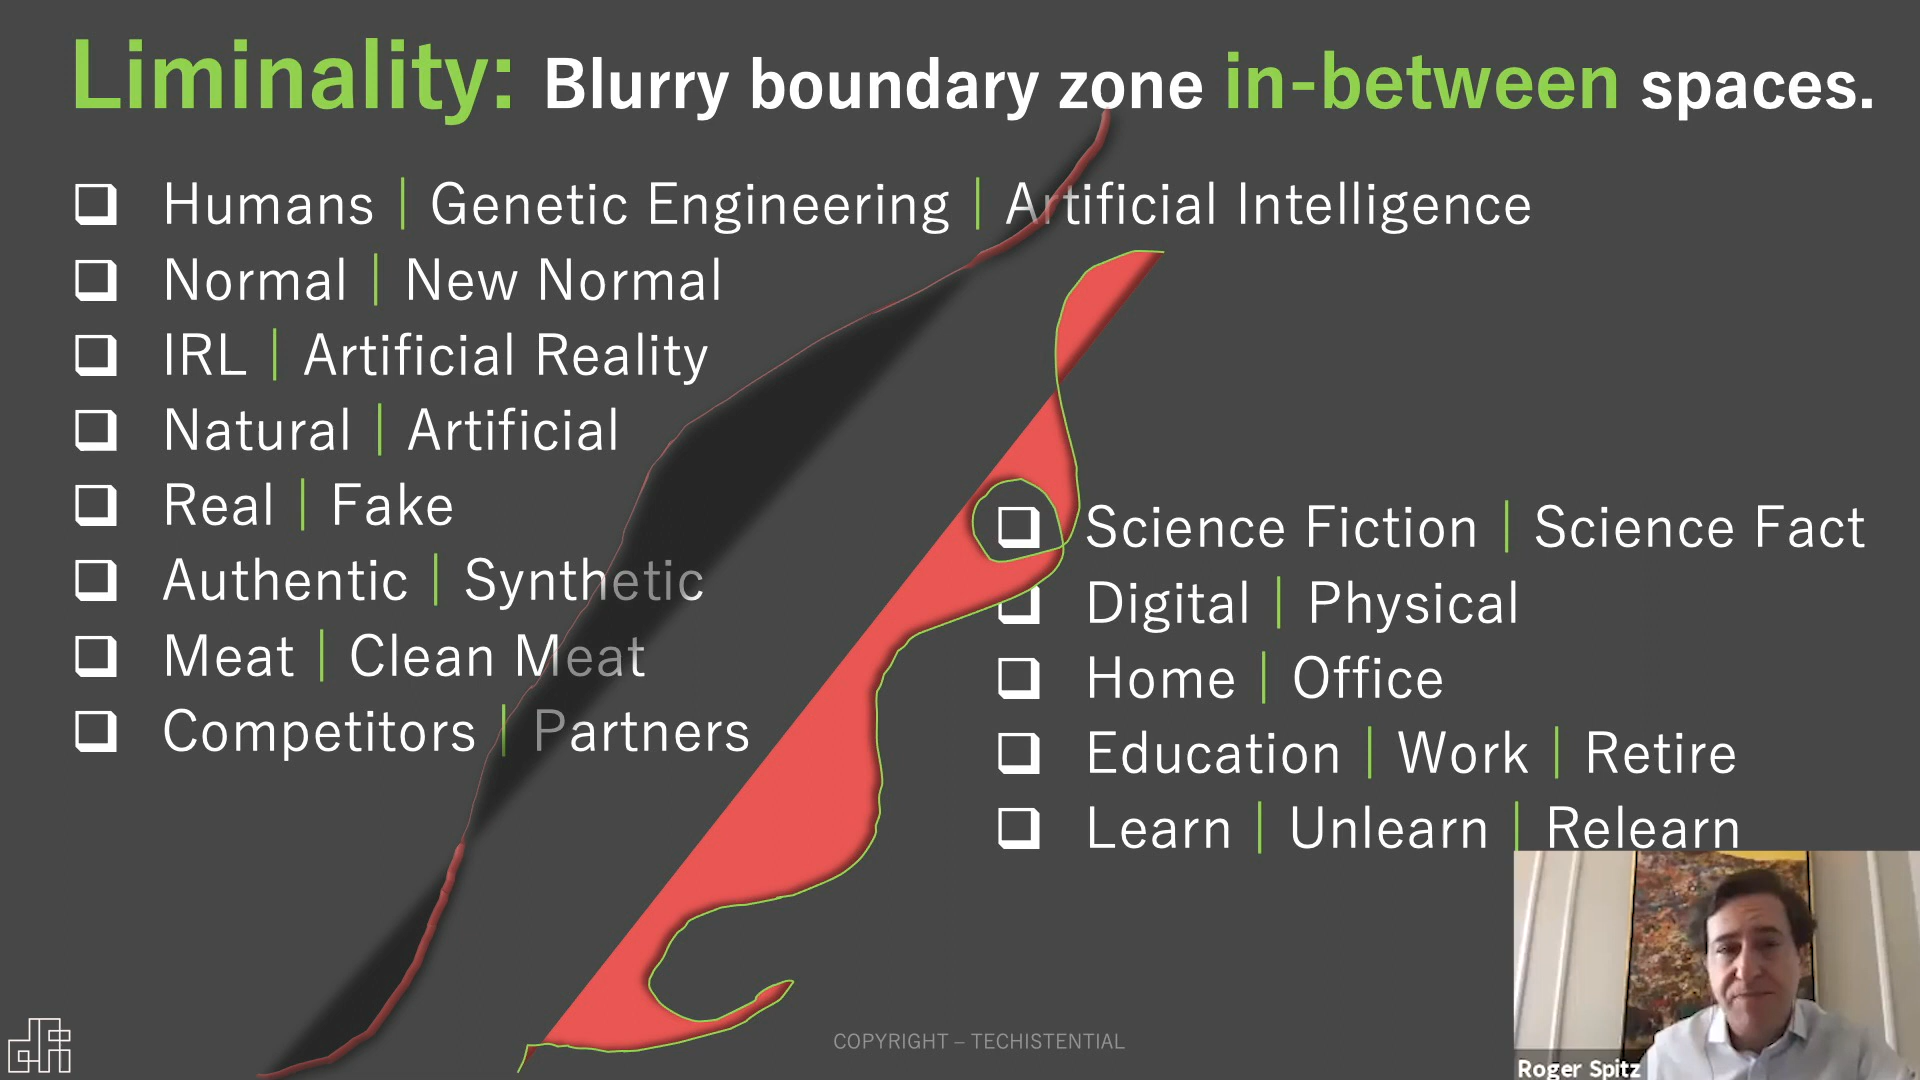 Liminality: Blurry boundary zone in-between spaces.
Humans | Genetic Engineering | Artificial Intelligence
Normal | New Normal
IRL | Artificial Reality
Natural | Artificial
Real | Fake
Authentic | Synthetic
Meat | Clean Meat
Competitors | Partners
Science Fiction | Science Fact
Digital | Physical
Home | Office
Education | Work | Retire
Learn | Unlearn | Relearn
dfi
COPYRIGHT – TECHISTENTIAL
Roger Spitz